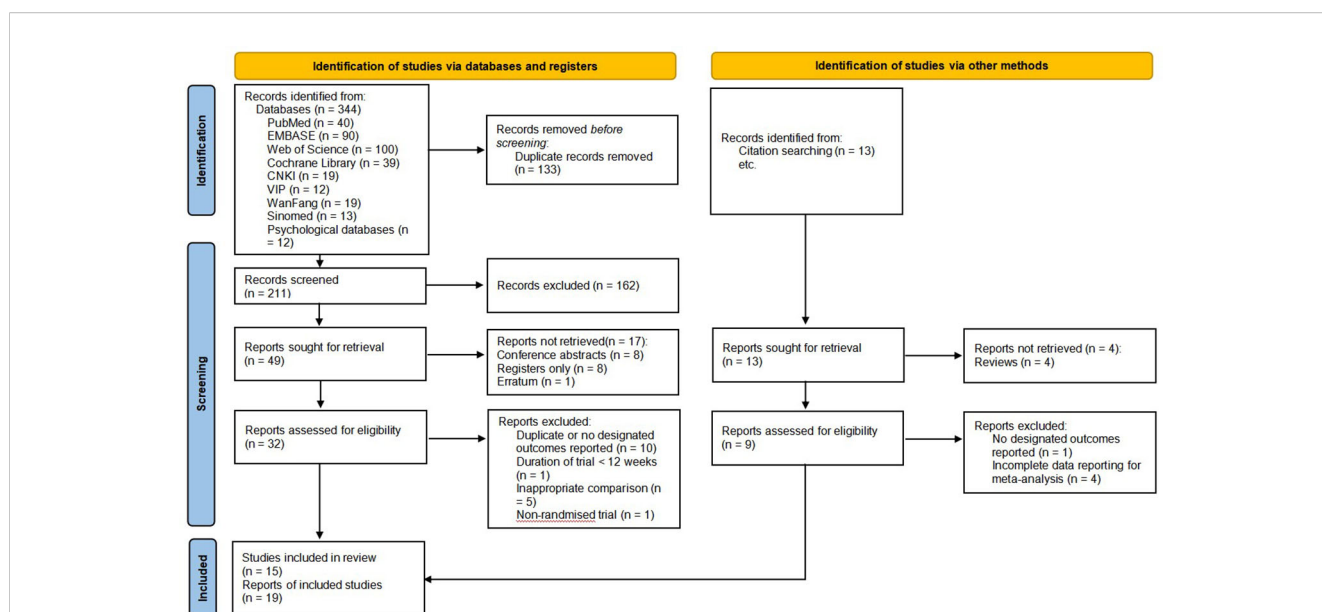 Identification of studies via databases and registers
Identification of studies via other methods
Identification
Records identified from:
Databases (n = 344)
PubMed (n = 40)
EMBASE (n = 90)
Web of Science (n = 100)
Cochrane Library (n = 39)
CNKI (n = 19)
VIP (n = 12)
WanFang (n = 19)
Sinomed (n = 13)
Psychological databases (n
= 12)
Records removed before
screening:
Duplicate records removed
(n = 133)
Records identified from:
Citation searching (n = 13)
etc.
Screening
Records screened
(n = 211)
Records excluded (n = 162)
Reports sought for retrieval
(n = 49)
Reports not retrieved(n = 17):
Conference abstracts (n = 8)
Registers only (n = 8)
Erratum (n = 1)
Reports sought for retrieval
(n = 13)
Reports not retrieved (n = 4):
Reviews (n = 4)
Reports assessed for eligibility
(n = 32)
Reports excluded:
Duplicate or no designated
outcomes reported (n = 10)
Duration of trial < 12 weeks
(n = 1)
Inappropriate comparison (n
= 5)
Non-randmised trial (n = 1)
Reports assessed for eligibility
(n = 9)
Reports excluded:
No designated outcomes
reported (n = 1)
Incomplete data reporting for
meta-analysis (n = 4)
Included
Studies included in review
(n = 15)
Reports of included studies
(n = 19)